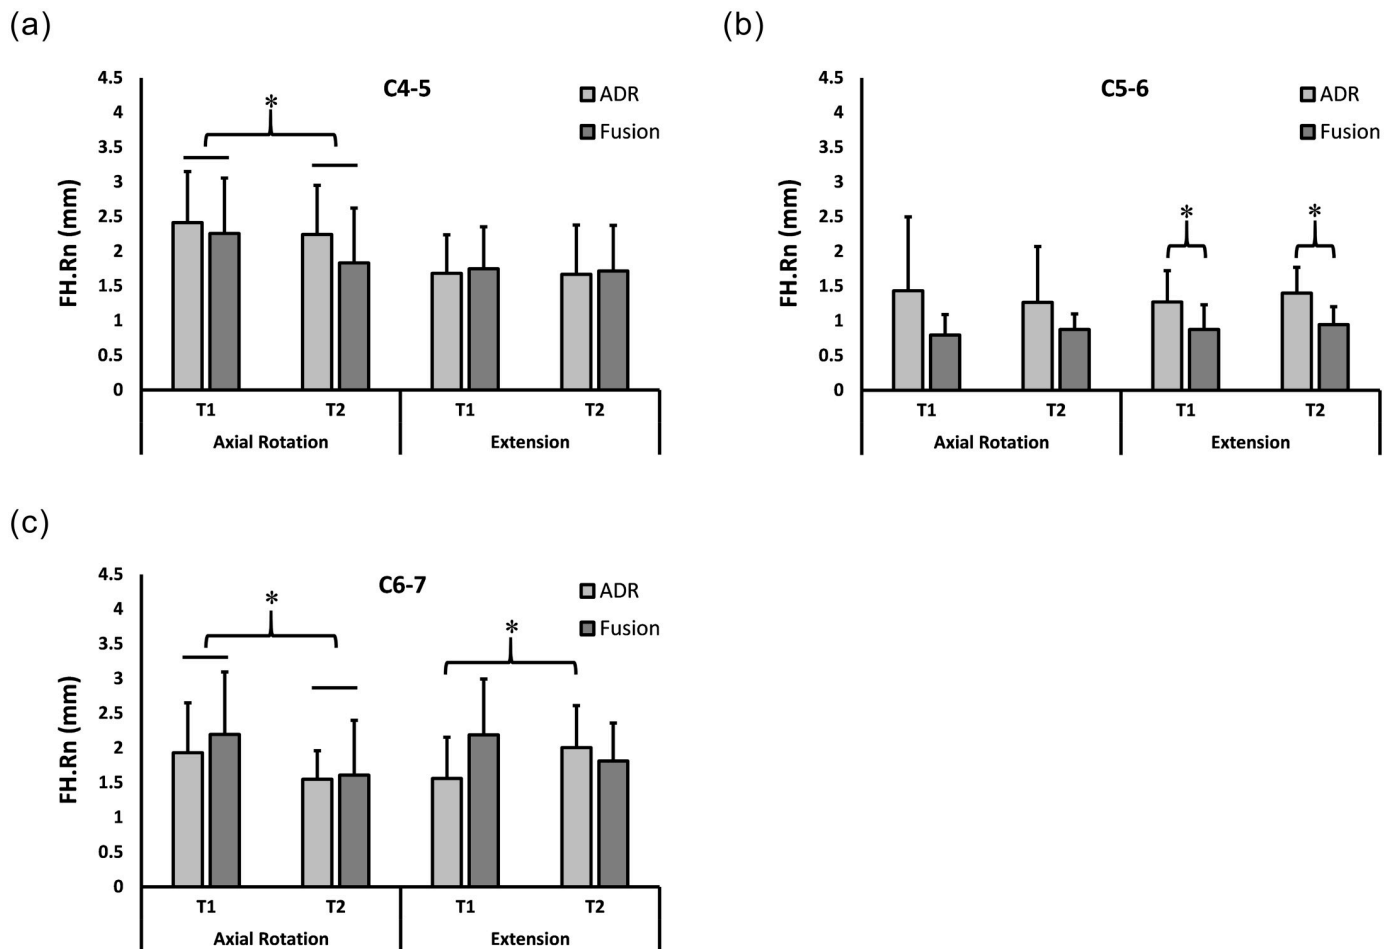 (a)
C4-5
4.5
4
3.5
3
2.5
2
1.5
1
0.5
0
FH.Rn (mm)
*
ADR
Fusion
T1 T2 T1 T2
Axial Rotation Extension
(b)
C5-6
4.5
4
3.5
3
2.5
2
1.5
1
0.5
0
FH.Rn (mm)
* *
ADR
Fusion
T1 T2 T1 T2
Axial Rotation Extension
(c)
C6-7
4.5
4
3.5
3
2.5
2
1.5
1
0.5
0
FH.Rn (mm)
* *
ADR
Fusion
T1 T2 T1 T2
Axial Rotation Extension